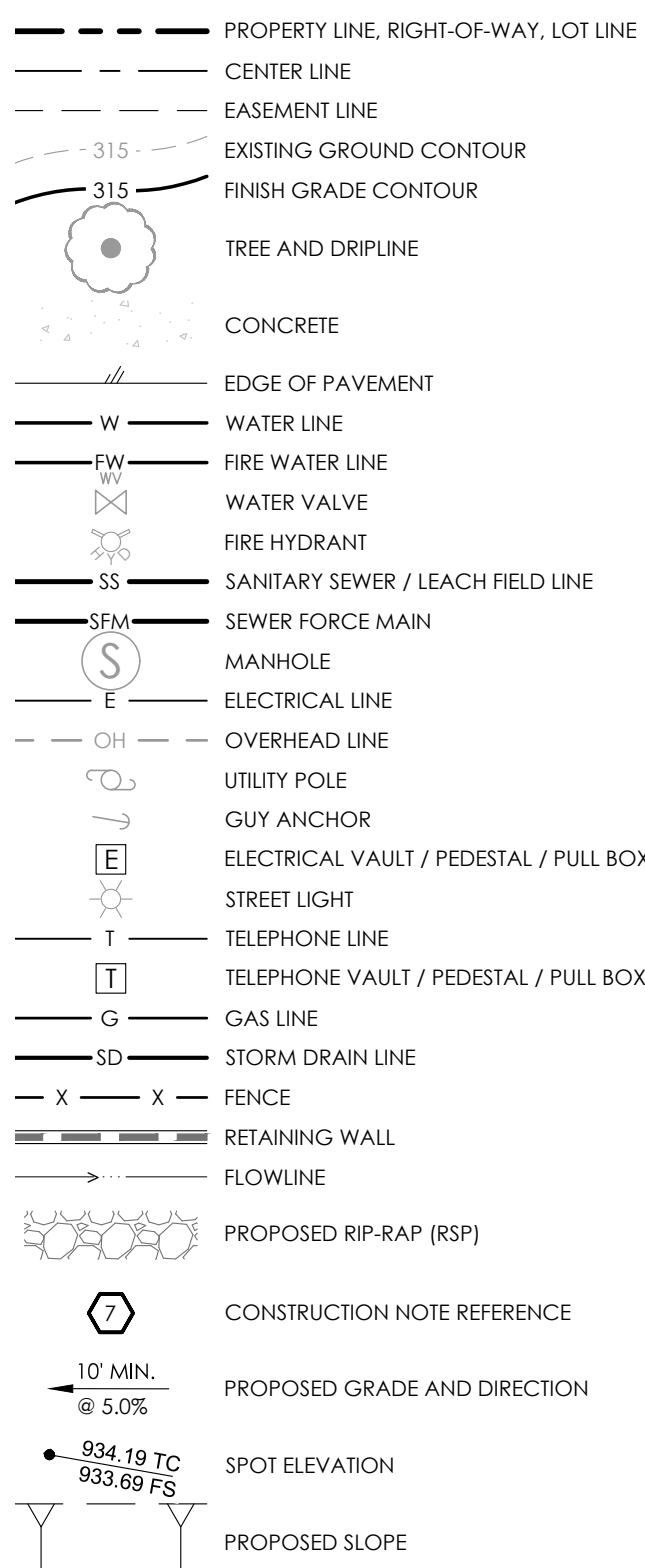 PROPERTY LINE, RIGHT-OF-WAY, LOT LINE
CENTER LINE
EASEMENT LINE
315 EXISTING GROUND CONTOUR
315 FINISH GRADE CONTOUR
TREE AND DRIPLINE
CONCRETE
EDGE OF PAVEMENT
W WATER LINE
FW FIRE WATER LINE
WV
WATER VALVE
HYD FIRE HYDRANT
SS SANITARY SEWER / LEACH FIELD LINE
SFM SEWER FORCE MAIN
S MANHOLE
E ELECTRICAL LINE
OH OVERHEAD LINE
UTILITY POLE
GUY ANCHOR
E ELECTRICAL VAULT / PEDESTAL / PULL BOX
STREET LIGHT
T TELEPHONE LINE
T TELEPHONE VAULT / PEDESTAL / PULL BOX
G GAS LINE
SD STORM DRAIN LINE
X X FENCE
RETAINING WALL
FLOWLINE
PROPOSED RIP-RAP (RSP)
7 CONSTRUCTION NOTE REFERENCE
10' MIN.
@ 5.0%
PROPOSED GRADE AND DIRECTION
934.19 TC
933.69 FS
SPOT ELEVATION
PROPOSED SLOPE